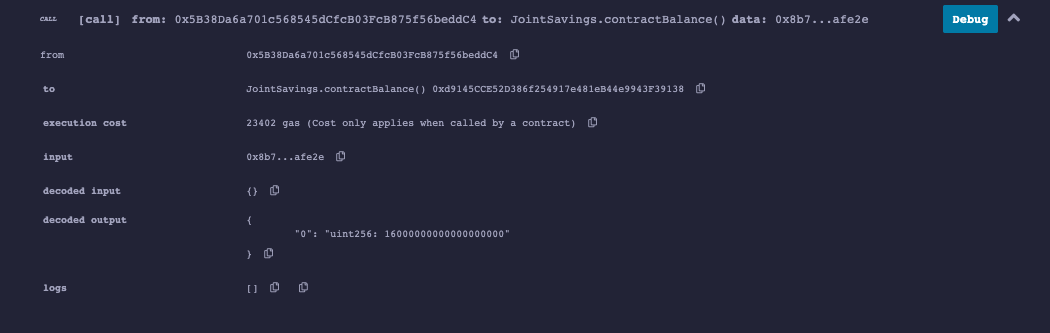 CALL [call] from: 0x5B38Da6a701c568545dCfcB03FcB875f56beddC4 to: JointSavings.contractBalance() data: 0x8b7...afe2e Debug
from 0x5B38Da6a701c568545dCfcB03FcB875f56beddC4
to JointSavings.contractBalance() 0xd9145CCE52D386f254917e481eB44e9943F39138
execution cost 23402 gas (Cost only applies when called by a contract)
input 0x8b7...afe2e
decoded input {}
decoded output {
"0": "uint256: 16000000000000000000"
}
logs []